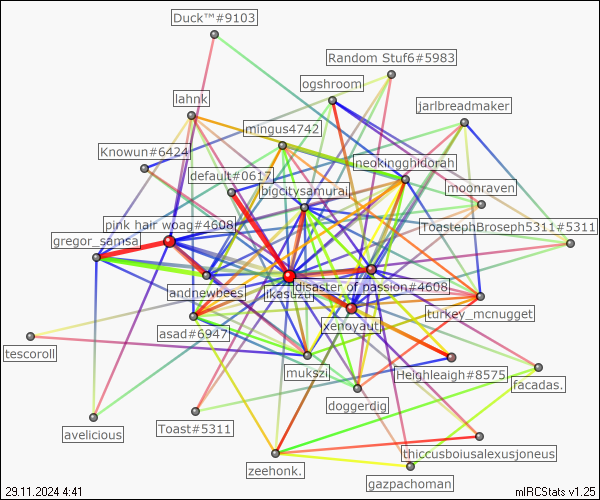 Duck™#9103
Random Stuf6#5983
ogshroom
lahnk
jarlbreadmaker
mingus4742
Knowun#6424
neokingghidorah
default#0617
bigcitysamurai
moonraven
pink hair woag#4608
ToastephBroseph5311#5311
gregor_samsa
andnewbees
ikasuzu
disaster of passion#4608
turkey_mcnugget
xenoyaut
asad#6947
tescoroll
mukszi
Heighleaigh#8575
facadas.
doggerdig
avelicious
Toast#5311
thiccusboiusalexusjoneus
zeehonk.
gazpachoman
29.11.2024 4:41
mIRCStats v1.25